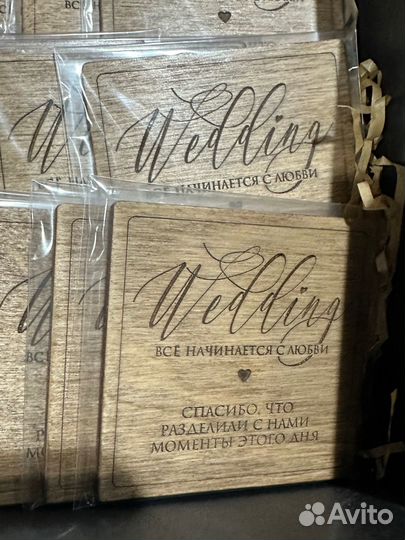 Wedding
ВСЁ НАЧИНАЕТСЯ С ЛЮБВИ
Wedding
ВСЁ НАЧИНАЕТСЯ С ЛЮБВИ
СПАСИБО, ЧТО
РАЗДЕЛИЛИ С НАМИ
МОМЕНТЫ ЭТОГО ДНЯ
Avito